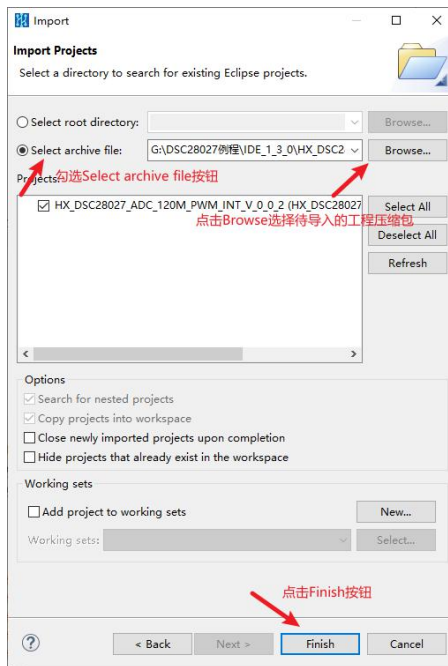 Import
Import Projects
Select a directory to search for existing Eclipse projects.
Select root directory:
Browse...
Select archive file:
G:\DSC28027例程\IDE_1_3_0\HX_DSC2
Browse...
勾选Select archive file按钮
Projects:
HX_DSC28027_ADC_120M_PWM_INT_V_0_0_2 (HX_DSC28027
Select All
点击Browse选择待导入的工程压缩包
Deselect All
Refresh
Options
Search for nested projects
Copy projects into workspace
Close newly imported projects upon completion
Hide projects that already exist in the workspace
Working sets
Add project to working sets
New...
Working sets:
Select...
点击Finish按钮
?
< Back
Next >
Finish
Cancel